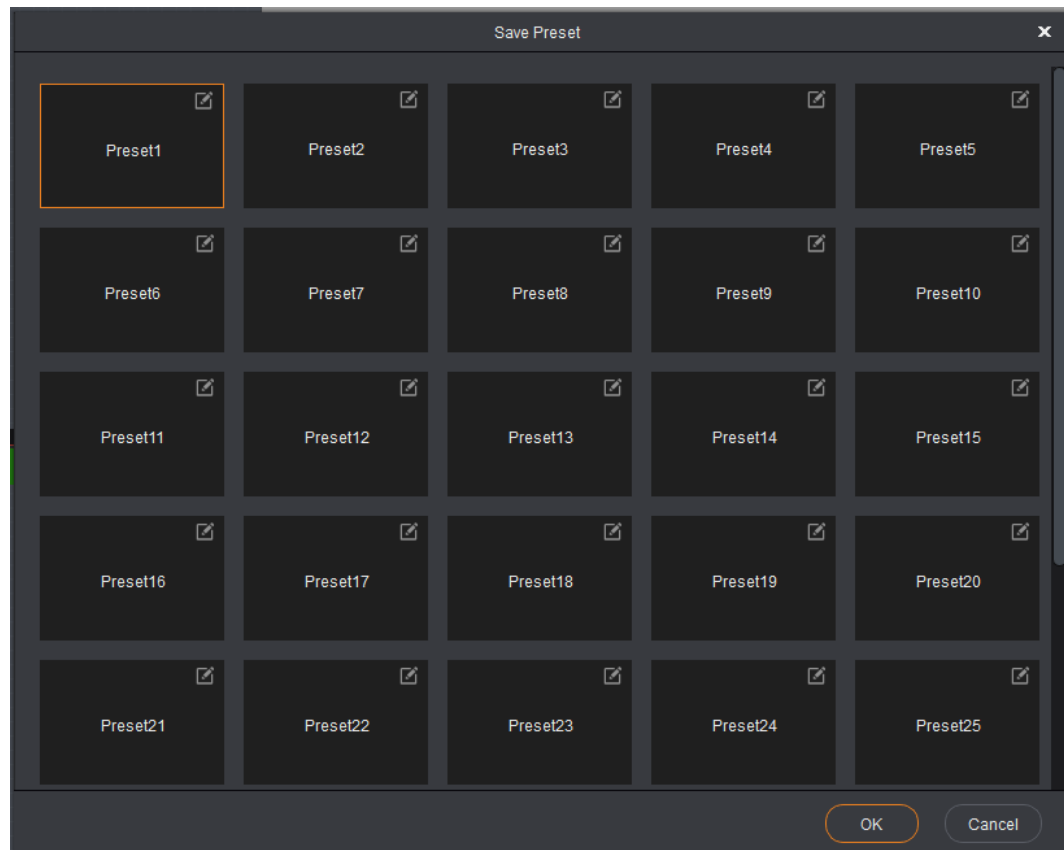 Save Preset
Preset1 Preset2 Preset3 Preset4 Preset5
Preset6 Preset7 Preset8 Preset9 Preset10
Preset11 Preset12 Preset13 Preset14 Preset15
Preset16 Preset17 Preset18 Preset19 Preset20
Preset21 Preset22 Preset23 Preset24 Preset25
OK Cancel